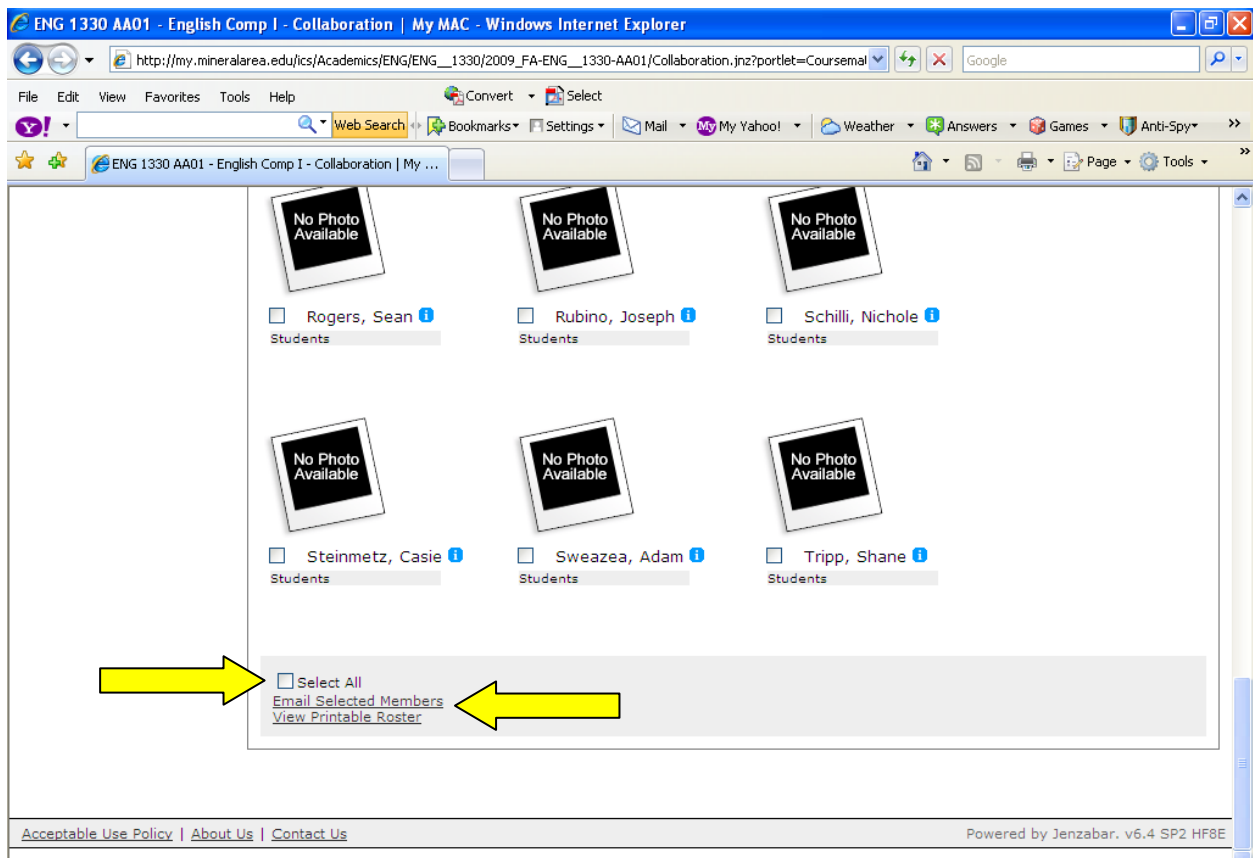 ENG 1330 AA01 - English Comp I - Collaboration | My MAC - Windows Internet Explorer
http://my.mineralarea.edu/ics/Academics/ENG/ENG__1330/2009_FA-ENG__1330-AA01/Collaboration.jnz?portlet=Coursemat Google
File Edit View Favorites Tools Help Convert Select
Y! Web Search Bookmarks Settings Mail My My Yahoo! Weather Answers Games Anti-Spy >>
ENG 1330 AA01 - English Comp I - Collaboration | My ... Page Tools >>
No Photo Available No Photo Available No Photo Available
Rogers, Sean i Rubino, Joseph i Schilli, Nichole i
Students Students Students
No Photo Available No Photo Available No Photo Available
Steinmetz, Casie i Sweazea, Adam i Tripp, Shane i
Students Students Students
Select All
Email Selected Members
View Printable Roster
Acceptable Use Policy | About Us | Contact Us Powered by Jenzabar. v6.4 SP2 HF8E